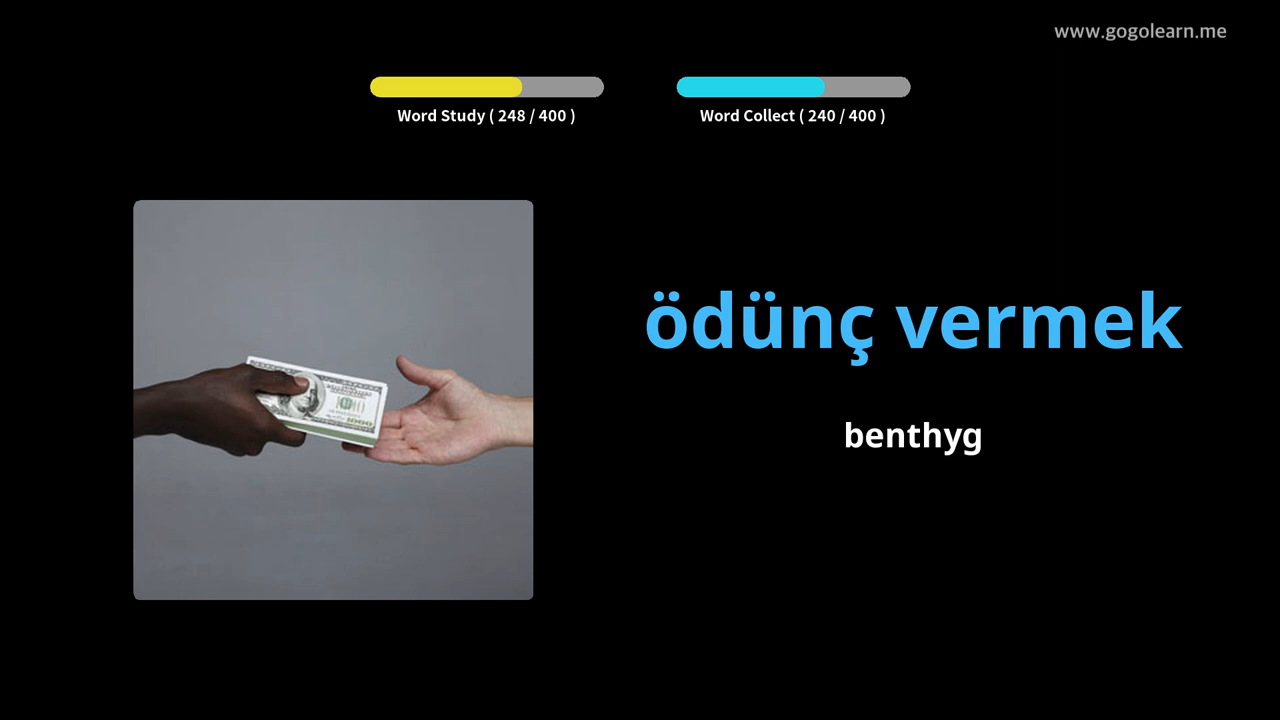 www.gogolearn.me
Word Study ( 248 / 400 )
Word Collect ( 240 / 400 )
ödünç vermek
benthyg